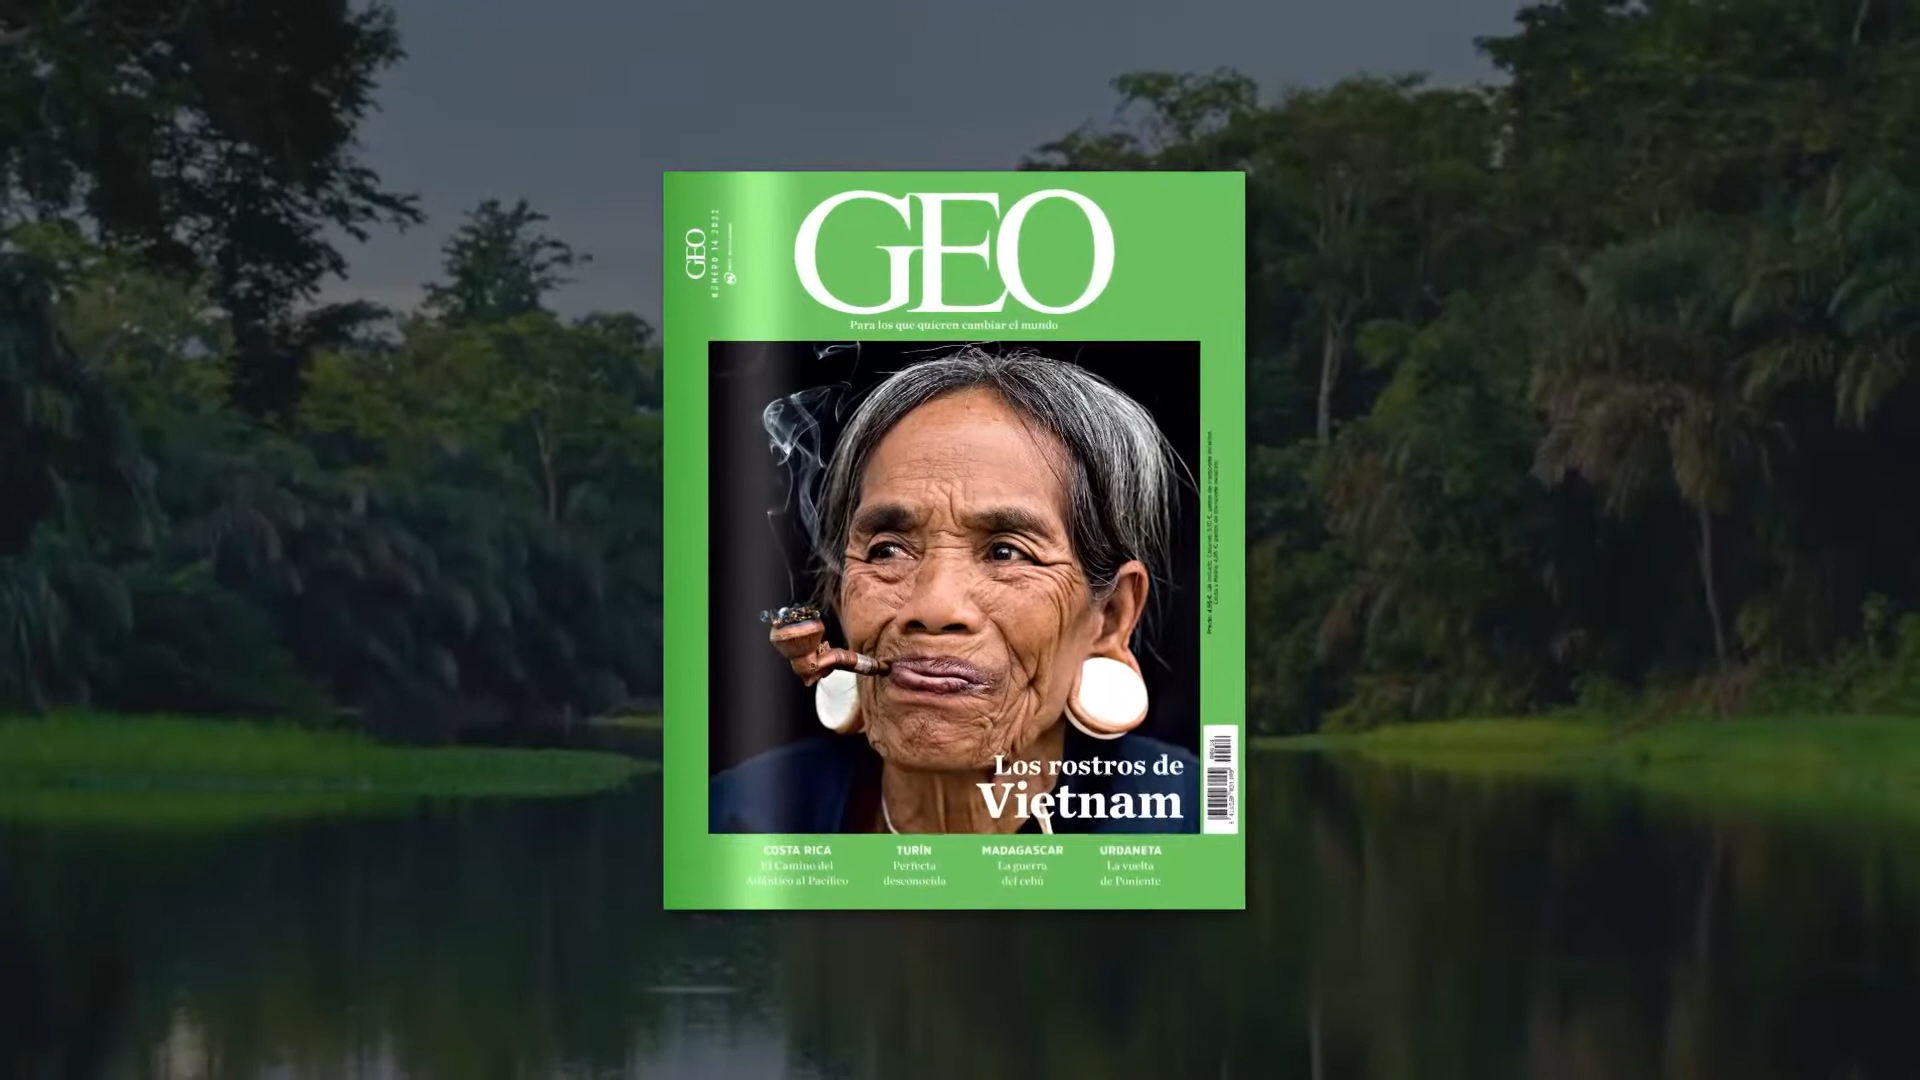 GEO
NÚMERO 14 2022
GEO
Para los que quieren cambiar el mundo
Los rostros de
Vietnam
COSTA RICA
El Camino del
Atlántico al Pacífico
TURÍN
Perfecta
desconocida
MADAGASCAR
La guerra
del cebú
URDANETA
La vuelta
de Poniente